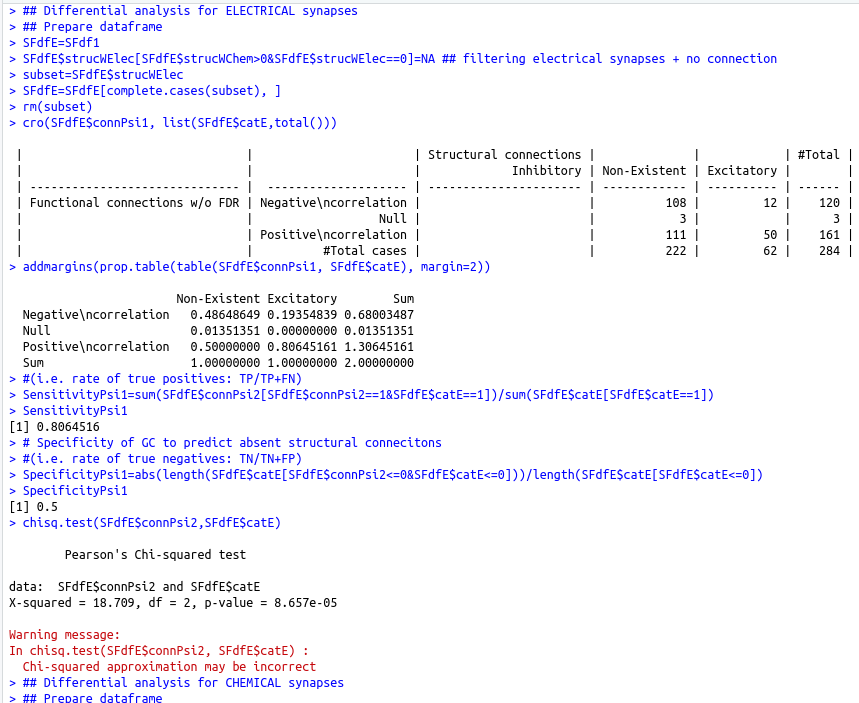 > ## Differential analysis for ELECTRICAL synapses
> ## Prepare dataframe
> SFdfE=SFdf1
> SFdfE$strucWElec[SFdfE$strucWChem>0&SFdfE$strucWElec==0]=NA ## filtering electrical synapses + no connection
> subset=SFdfE$strucWElec
> SFdfE=SFdfE[complete.cases(subset), ]
> rm(subset)
> cro(SFdfE$connPsi1, list(SFdfE$catE,total()))
| | | Structural connections | | | #Total |
| | | Inhibitory | Non-Existent | Excitatory | |
| ------------------------------ | -------------------- | ---------------------- | ------------ | ---------- | ------ |
| Functional connections w/o FDR | Negative\ncorrelation | | 108 | 12 | 120 |
| | Null | | 3 | | 3 |
| | Positive\ncorrelation | | 111 | 50 | 161 |
| | #Total cases | | 222 | 62 | 284 |
> addmargins(prop.table(table(SFdfE$connPsi1, SFdfE$catE), margin=2))
Non-Existent Excitatory Sum
Negative\ncorrelation 0.48648649 0.19354839 0.68003487
Null 0.01351351 0.00000000 0.01351351
Positive\ncorrelation 0.50000000 0.80645161 1.30645161
Sum 1.00000000 1.00000000 2.00000000
> #(i.e. rate of true positives: TP/TP+FN)
> SensitivityPsi1=sum(SFdfE$connPsi2[SFdfE$connPsi2==1&SFdfE$catE==1])/sum(SFdfE$catE[SFdfE$catE==1])
> SensitivityPsi1
[1] 0.8064516
> # Specificity of GC to predict absent structural connecitons
> #(i.e. rate of true negatives: TN/TN+FP)
> SpecificityPsi1=abs(length(SFdfE$catE[SFdfE$connPsi2<=0&SFdfE$catE<=0]))/length(SFdfE$catE[SFdfE$catE<=0])
> SpecificityPsi1
[1] 0.5
> chisq.test(SFdfE$connPsi2,SFdfE$catE)
Pearson's Chi-squared test
data: SFdfE$connPsi2 and SFdfE$catE
X-squared = 18.709, df = 2, p-value = 8.657e-05
Warning message:
In chisq.test(SFdfE$connPsi2, SFdfE$catE) :
Chi-squared approximation may be incorrect
> ## Differential analysis for CHEMICAL synapses
> ## Prepare dataframe